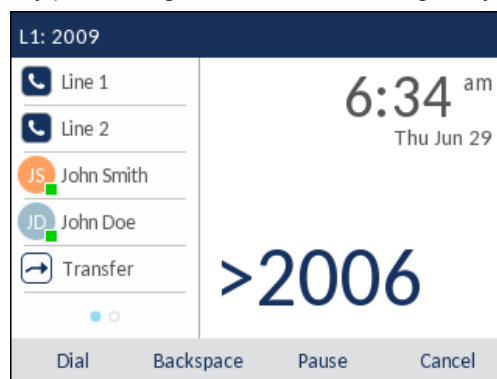 L1: 2009
Line 1
Line 2
JS John Smith
JD John Doe
Transfer
6:34 am
Thu Jun 29
>2006
Dial Backspace Pause Cancel